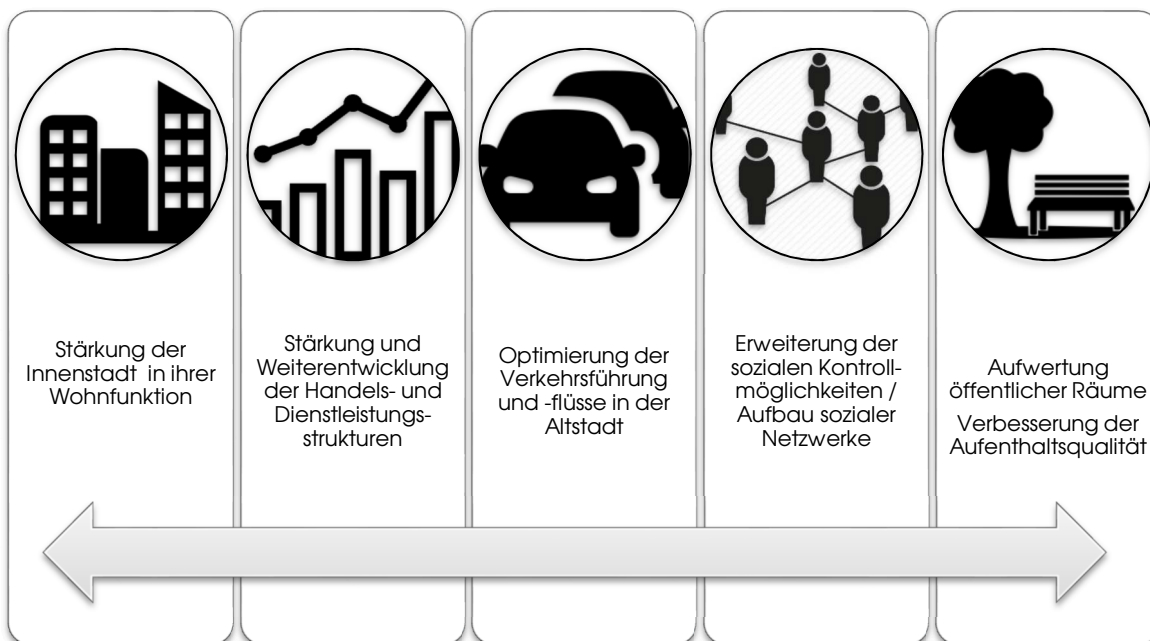 Stärkung der
Innenstadt in ihrer
Wohnfunktion
Stärkung und
Weiterentwicklung
der Handels- und
Dienstleistungs-
strukturen
Optimierung der
Verkehrsführung
und -flüsse in der
Altstadt
Erweiterung der
sozialen Kontroll-
möglichkeiten /
Aufbau sozialer
Netzwerke
Aufwertung
öffentlicher Räume
Verbesserung der
Aufenthaltsqualität